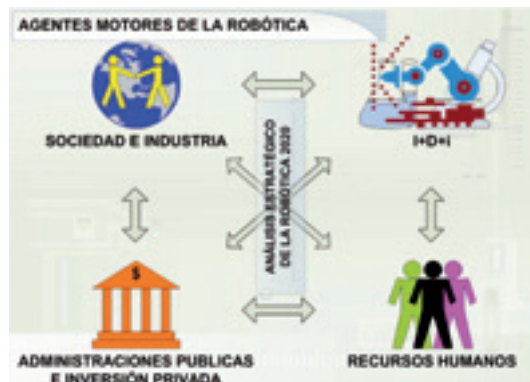 AGENTES MOTORES DE LA ROBÓTICA
SOCIEDAD E INDUSTRIA
I+D+i
ANÁLISIS ESTRATÉGICO
DE LA ROBÓTICA 2020
$
ADMINISTRACIONES PUBLICAS
E INVERSIÓN PRIVADA
RECURSOS HUMANOS